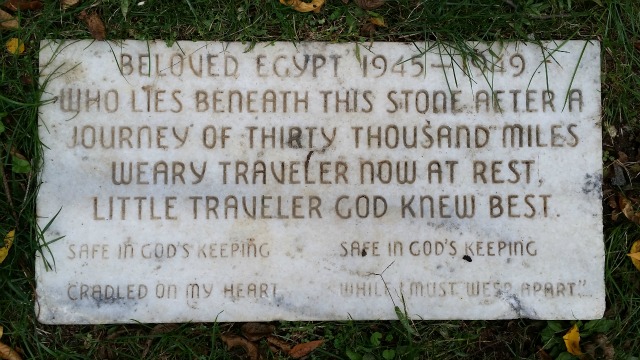 BELOVED EGYPT 1945-1949
WHO LIES BENEATH THIS STONE AFTER A
JOURNEY OF THIRTY THOUSAND MILES
WEARY TRAVELER NOW AT REST,
LITTLE TRAVELER GOD KNEW BEST.
SAFE IN GOD'S KEEPING SAFE IN GOD'S KEEPING
CRADLED ON MY HEART WHILE I MUST WEEP APART"